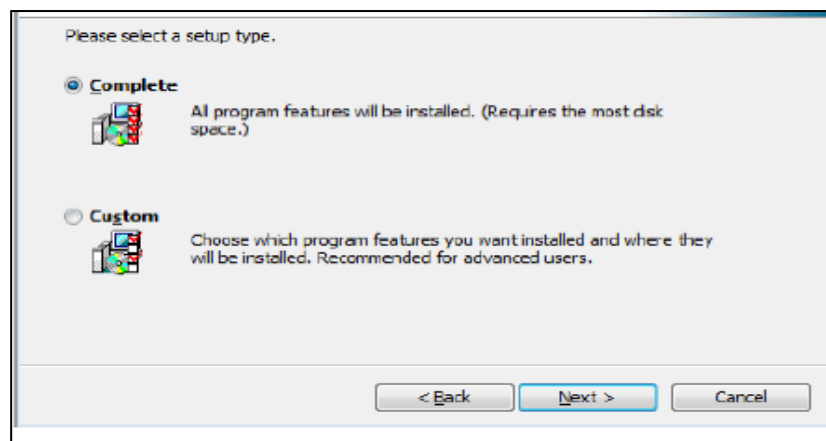 Please select a setup type.
Complete
All program features will be installed. (Requires the most disk
space.)
Custom
Choose which program features you want installed and where they
will be installed. Recommended for advanced users.
< Back
Next >
Cancel